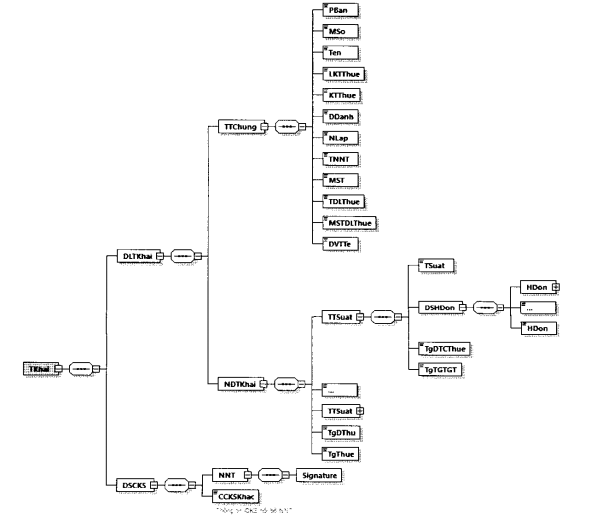 PBan
MSo
Ten
LKTThue
KTThue
TTChung
DDanh
NLap
TNNT
MST
TDLThue
MSTDLThue
DVTTe
DLTKhai
TSuat
HDon
TTSuat
DSHDon
...
HDon
TgDTCThue
TKhai
TgTGTGT
NDTKhai
...
TTSuat
TgDThu
TgThue
NNT
Signature
DSCKS
CCKSKhac